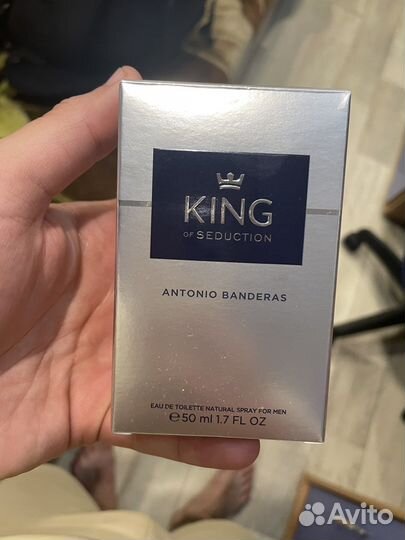 KING
OF SEDUCTION
ANTONIO BANDERAS
EAU DE TOILETTE NATURAL SPRAY FOR MEN
℮50 ml 1.7 FL OZ
Avito